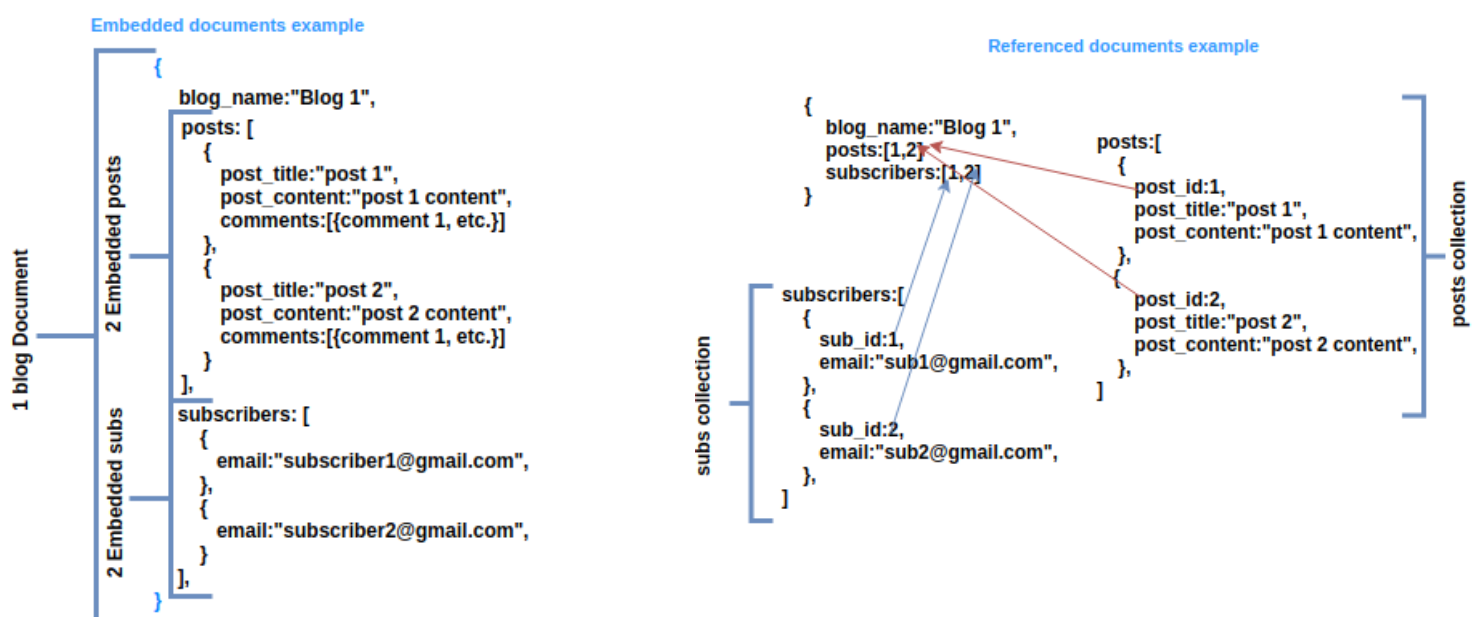 Embedded documents example
1 blog Document
2 Embedded posts
2 Embedded subs
{
blog_name:"Blog 1",
posts: [
{
post_title:"post 1",
post_content:"post 1 content",
comments:[{comment 1, etc.}]
},
{
post_title:"post 2",
post_content:"post 2 content",
comments:[{comment 1, etc.}]
}
],
subscribers: [
{
email:"subscriber1@gmail.com",
},
{
email:"subscriber2@gmail.com",
}
],
}
Referenced documents example
{
blog_name:"Blog 1",
posts:[1,2]
subscribers:[1,2]
}
subs collection
subscribers:[
{
sub_id:1,
email:"sub1@gmail.com",
},
{
sub_id:2,
email:"sub2@gmail.com",
},
]
posts:[
{
post_id:1,
post_title:"post 1",
post_content:"post 1 content",
},
{
post_id:2,
post_title:"post 2",
post_content:"post 2 content",
},
]
posts collection